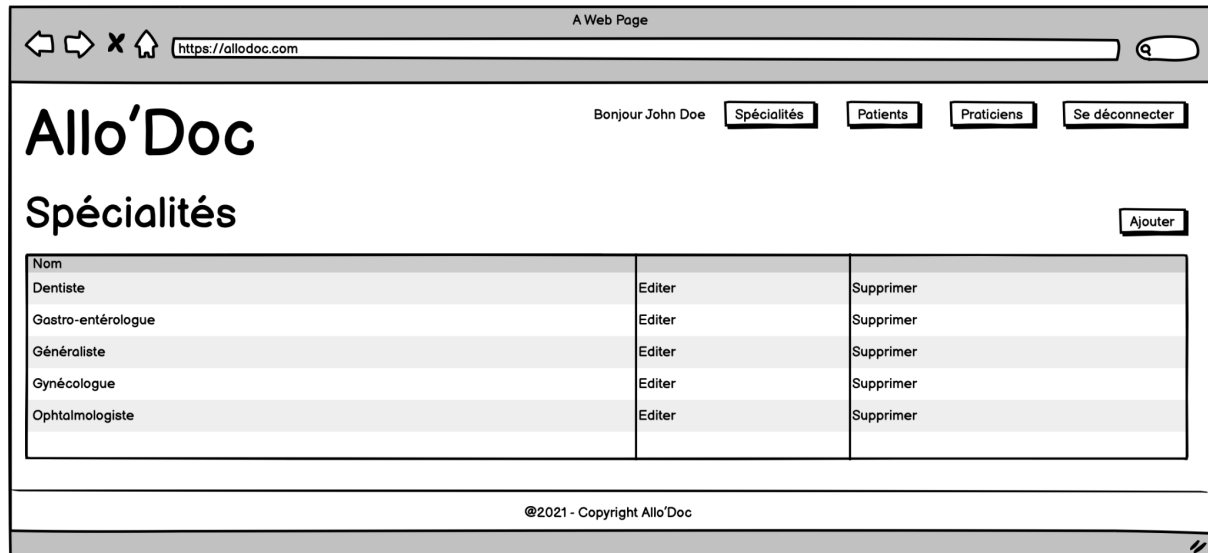 A Web Page
https://allodoc.com
Allo'Doc
Bonjour John Doe Spécialités Patients Praticiens Se déconnecter
Spécialités
Ajouter
Nom
Dentiste Editer Supprimer
Gastro-entérologue Editer Supprimer
Généraliste Editer Supprimer
Gynécologue Editer Supprimer
Ophtalmologiste Editer Supprimer
@2021 - Copyright Allo'Doc